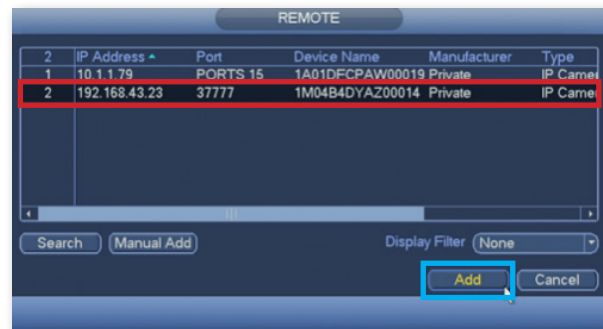 REMOTE
2 IP Address Port Device Name Manufacturer Type
1 10.1.1.79 PORTS 15 1A01DFCPAW00019 Private IP Camer
2 192.168.43.23 37777 1M04B4DYAZ00014 Private IP Camer
Search Manual Add Display Filter None
Add Cancel